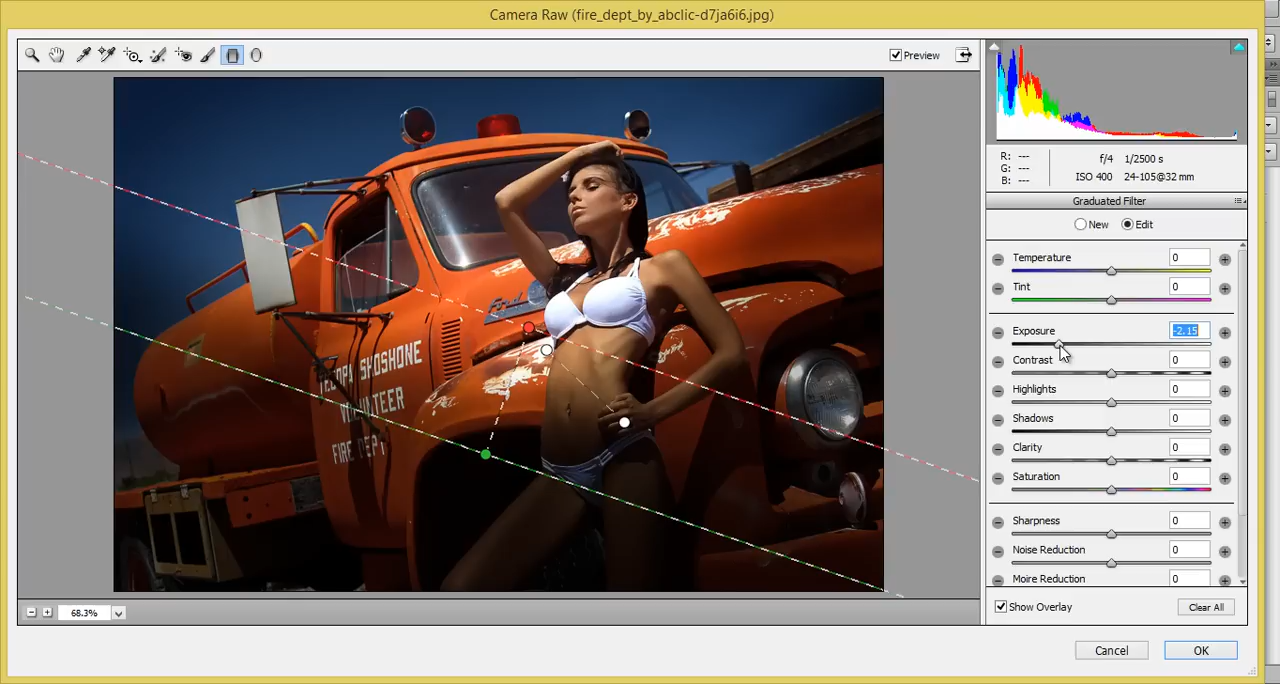 Camera Raw (fire_dept_by_abclic-d7ja6i6.jpg)
Preview
R: ---
G: ---
B: ---
f/4 1/2500 s
ISO 400 24-105@32 mm
Graduated Filter
New Edit
Temperature 0
Tint 0
Exposure -2.15
Contrast 0
Highlights 0
Shadows 0
Clarity 0
Saturation 0
Sharpness 0
Noise Reduction 0
Moire Reduction 0
Show Overlay Clear All
Ford
TECOPA SHOSHONE
VOLUNTEER
FIRE DEPT
68.3%
Cancel OK